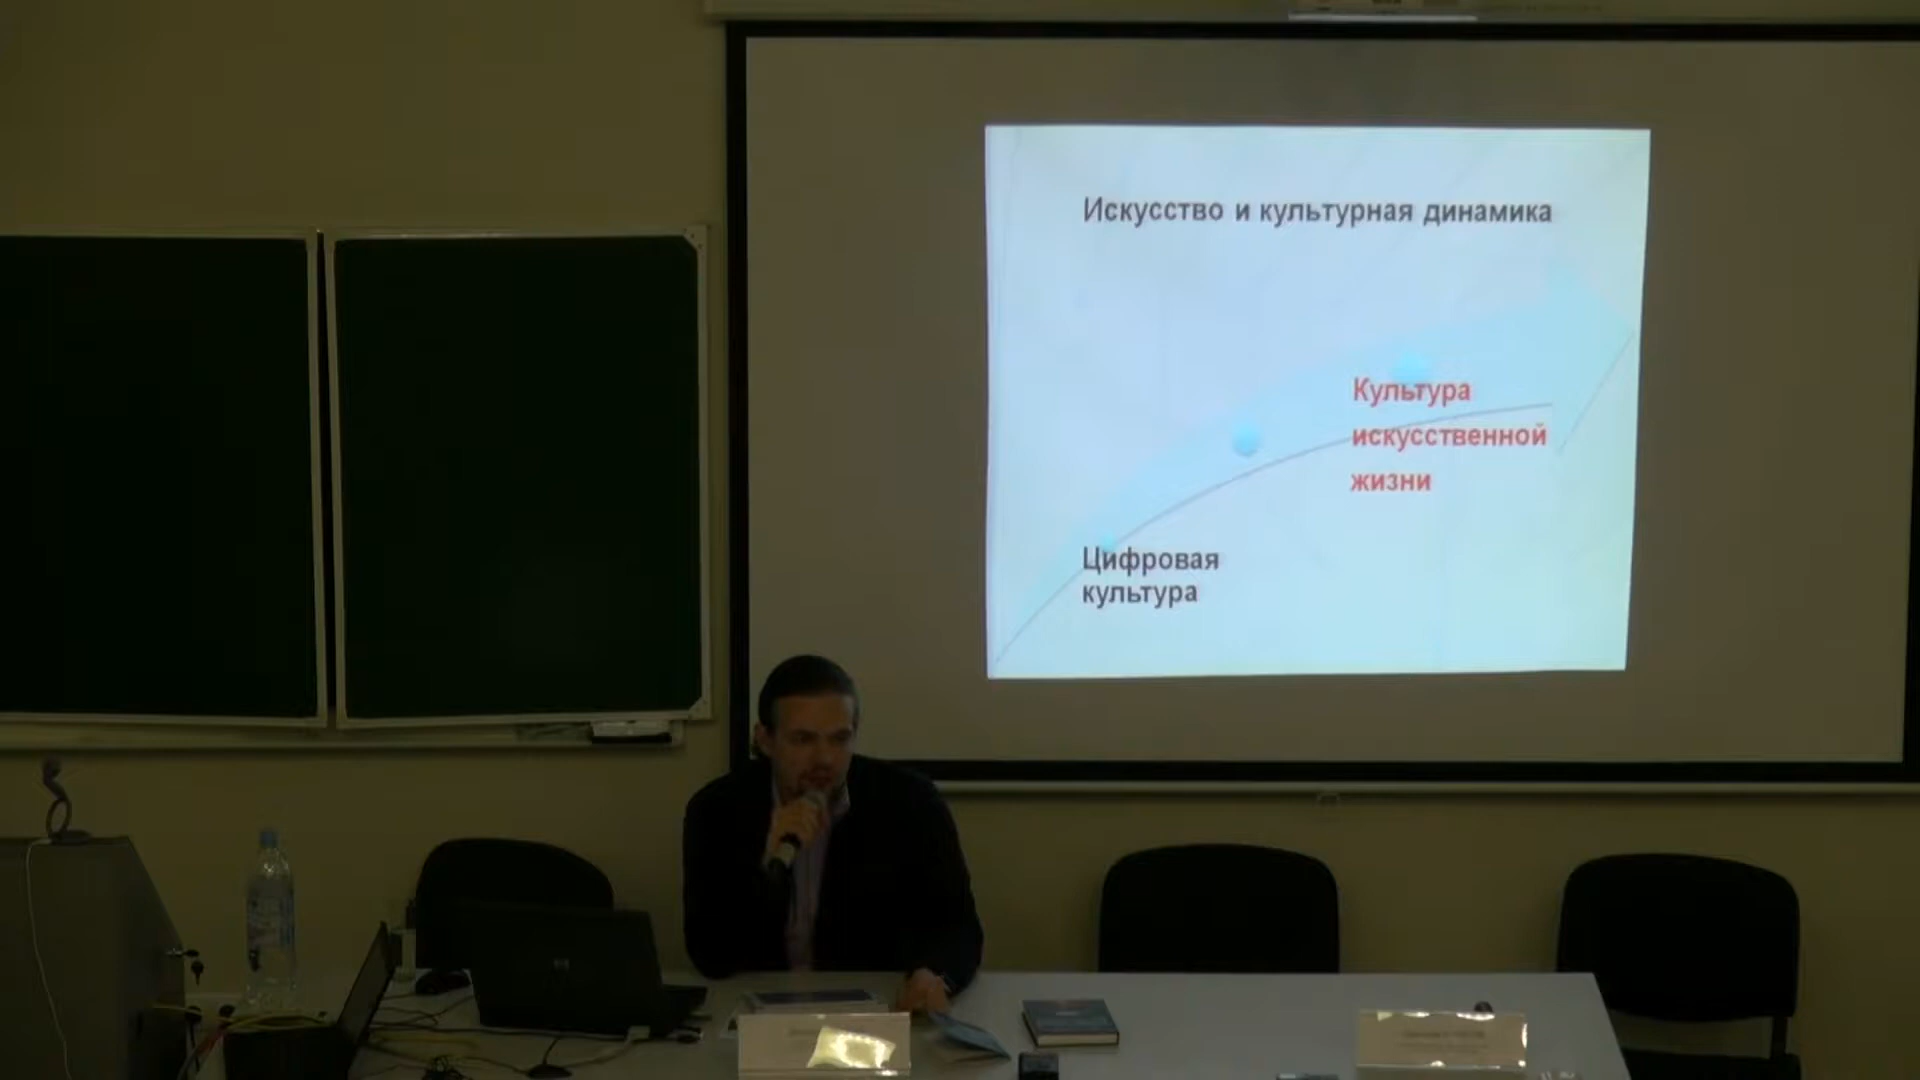 Искусство и культурная динамика
Культура
искусственной
жизни
Цифровая
культура